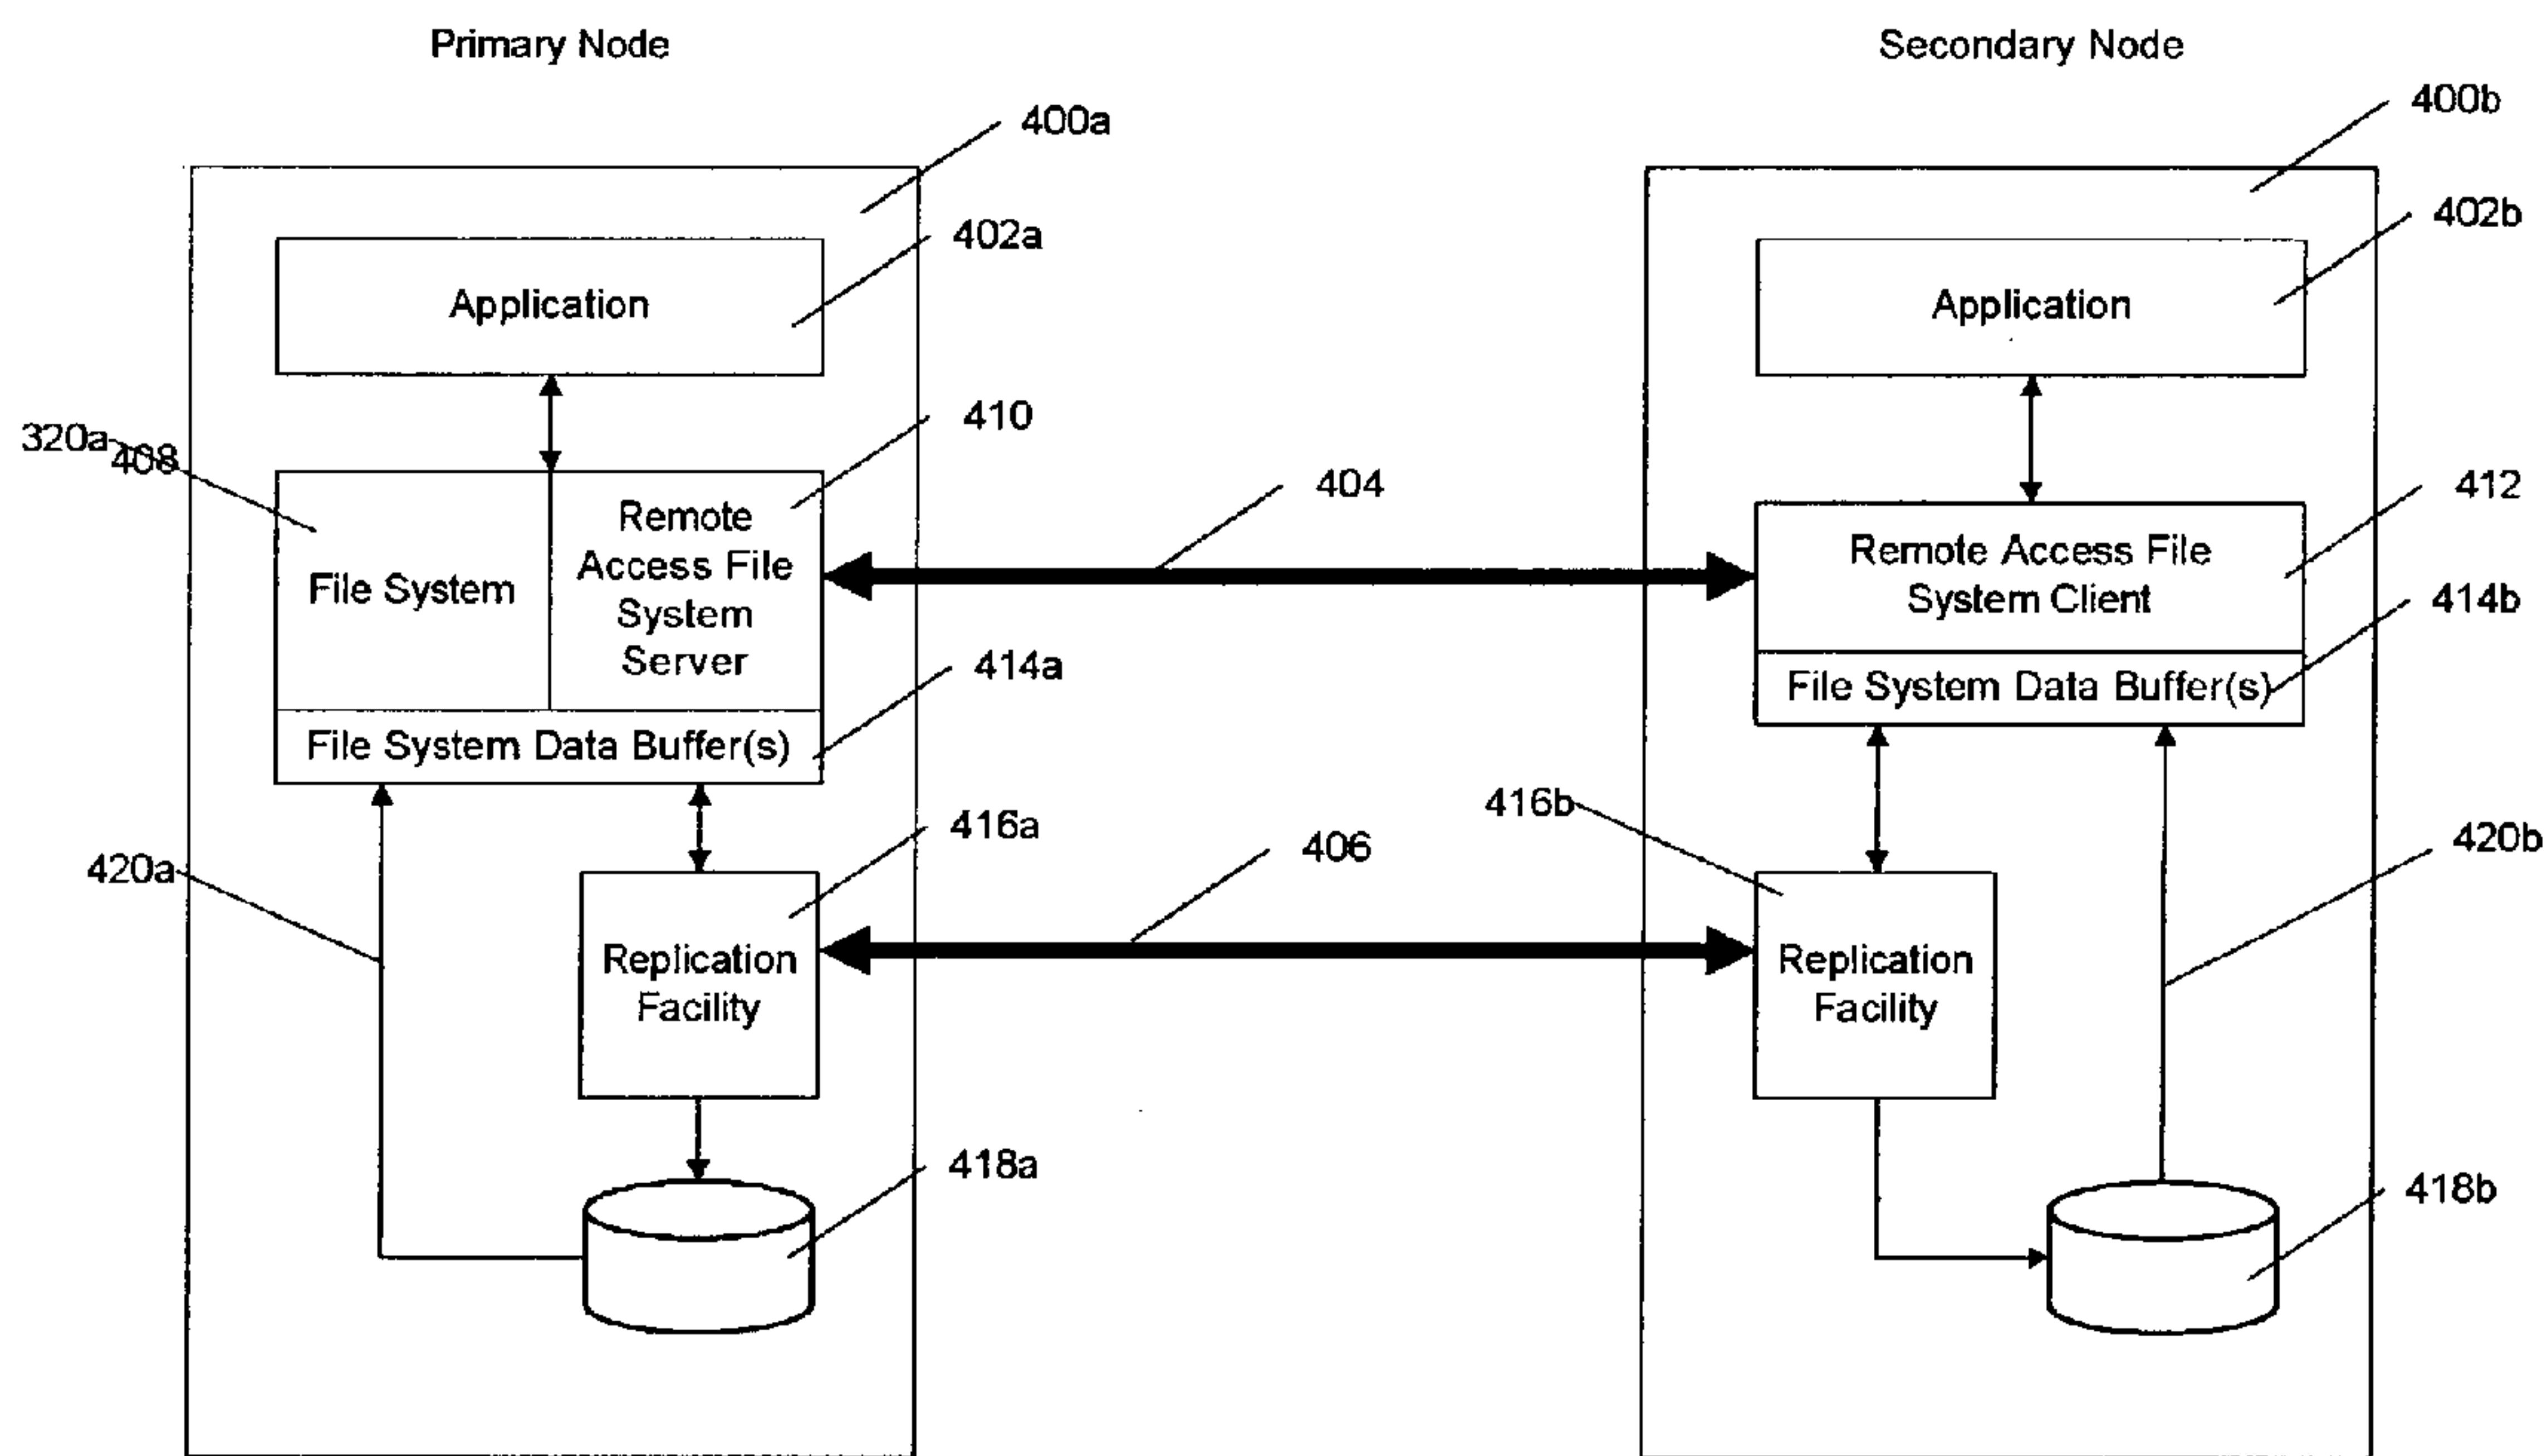 Primary Node
Secondary Node
400a
400b
402a
402b
Application
Application
410
320a
408
404
412
File System
Remote
Access File
System
Server
Remote Access File
System Client
414b
414a
File System Data Buffer(s)
File System Data Buffer(s)
416a
416b
406
420a
420b
Replication
Facility
Replication
Facility
418a
418b